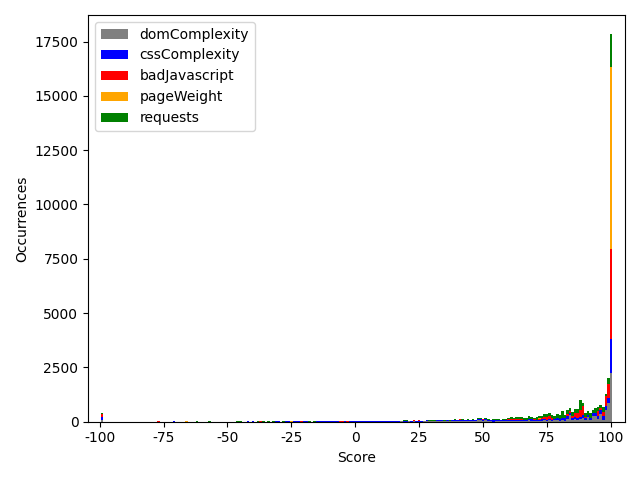 domComplexity
cssComplexity
badJavascript
pageWeight
requests
17500
15000
12500
10000
7500
5000
2500
0
Occurrences
-100 -75 -50 -25 0 25 50 75 100
Score